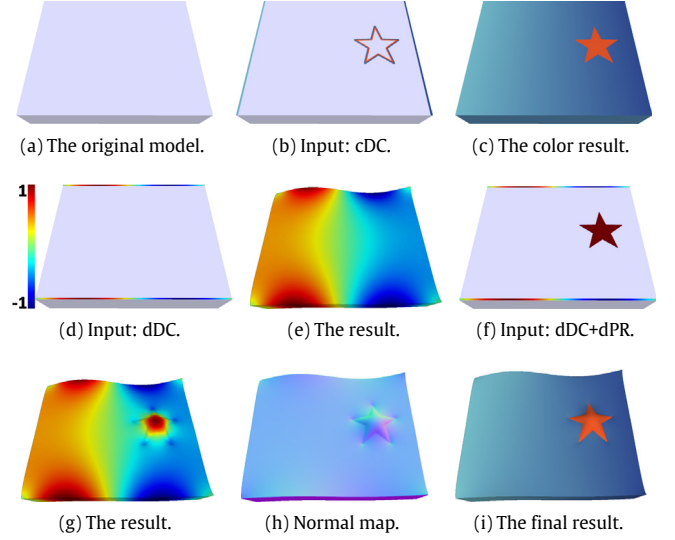 (a) The original model.
(b) Input: cDC.
(c) The color result.
1
-1
(d) Input: dDC.
(e) The result.
(f) Input: dDC+dPR.
(g) The result.
(h) Normal map.
(i) The final result.